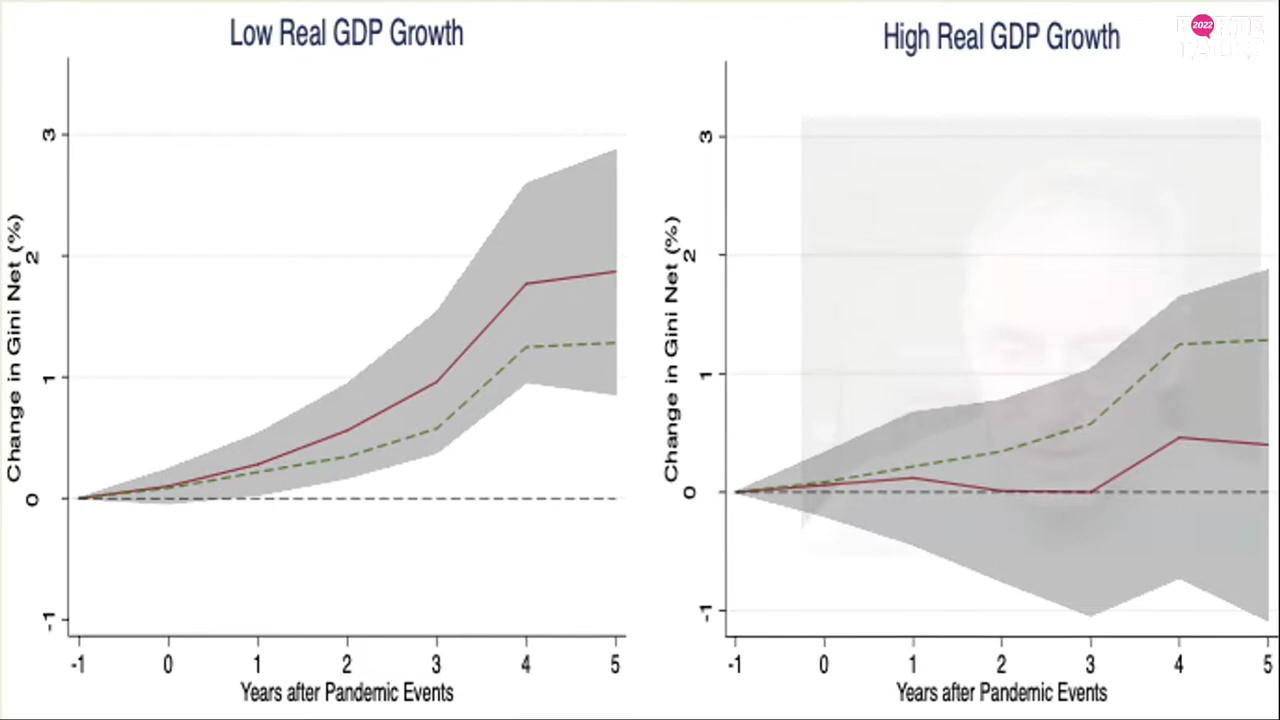 Low Real GDP Growth
Change in Gini Net (%)
3
2
1
0
-1
-1 0 1 2 3 4 5
Years after Pandemic Events
High Real GDP Growth
Change in Gini Net (%)
3
2
1
0
-1
-1 0 1 2 3 4 5
Years after Pandemic Events
2022